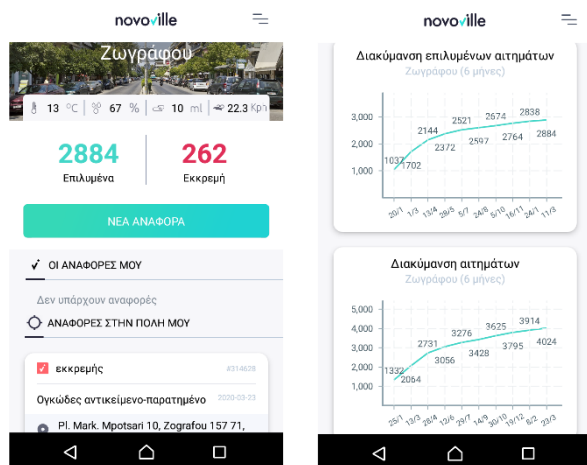 novoville
Ζωγράφου
13 °C 67 % 10 ml 22.3 Kph
2884 262
Επιλυμένα Εκκρεμή
ΝΕΑ ΑΝΑΦΟΡΑ
ΟΙ ΑΝΑΦΟΡΕΣ ΜΟΥ
Δεν υπάρχουν αναφορές
ΑΝΑΦΟΡΕΣ ΣΤΗΝ ΠΟΛΗ ΜΟΥ
εκκρεμής #314628
Ογκώδες αντικείμενο-παρατημένο 2020-03-23
Pl. Mark. Mpotsari 10, Zografou 157 71,
novoville
Διακύμανση επιλυμένων αιτημάτων
Ζωγράφου (6 μήνες)
3,000
2,000
1,000
1037 1702 2144 2372 2521 2597 2674 2764 2838 2884
20/1 1/3 13/4 28/5 5/7 24/8 5/10 16/11 24/1 11/3
Διακύμανση αιτημάτων
Ζωγράφου (6 μήνες)
5,000
4,000
3,000
2,000
1,000
1332 2064 2731 3056 3276 3428 3625 3795 3914 4024
25/1 13/3 28/4 13/6 29/7 14/9 30/10 19/12 8/2 23/3